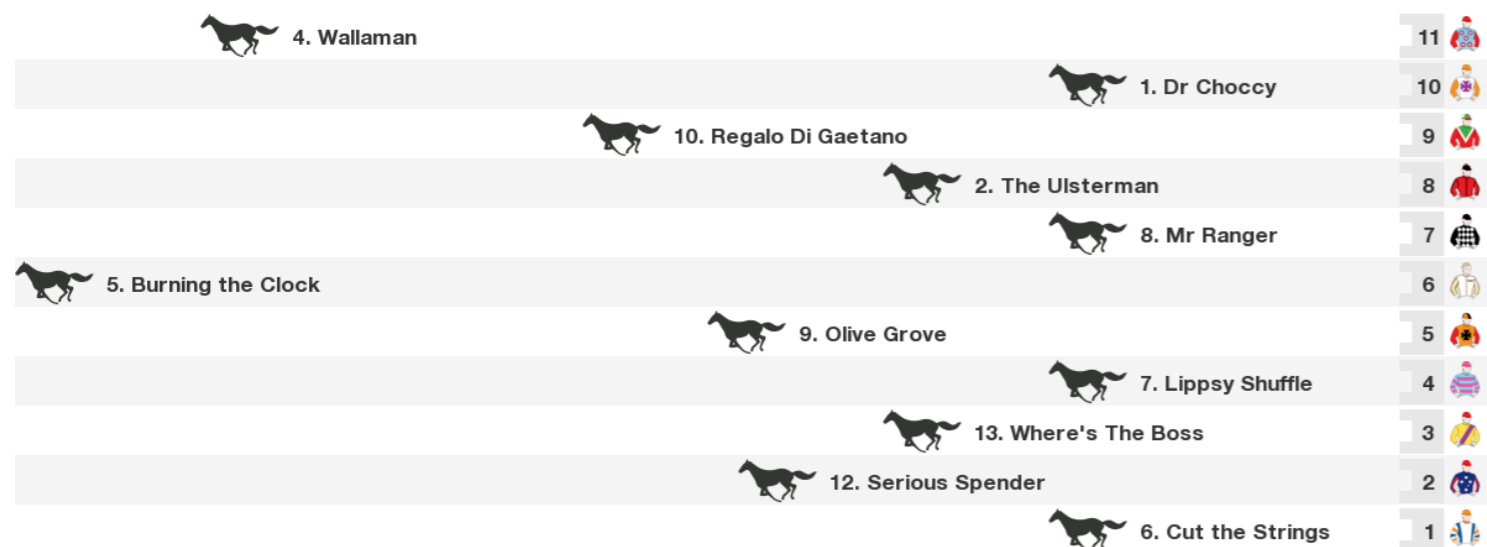 4. Wallaman 11
1. Dr Choccy 10
10. Regalo Di Gaetano 9
2. The Ulsterman 8
8. Mr Ranger 7
5. Burning the Clock 6
9. Olive Grove 5
7. Lippsy Shuffle 4
13. Where's The Boss 3
12. Serious Spender 2
6. Cut the Strings 1